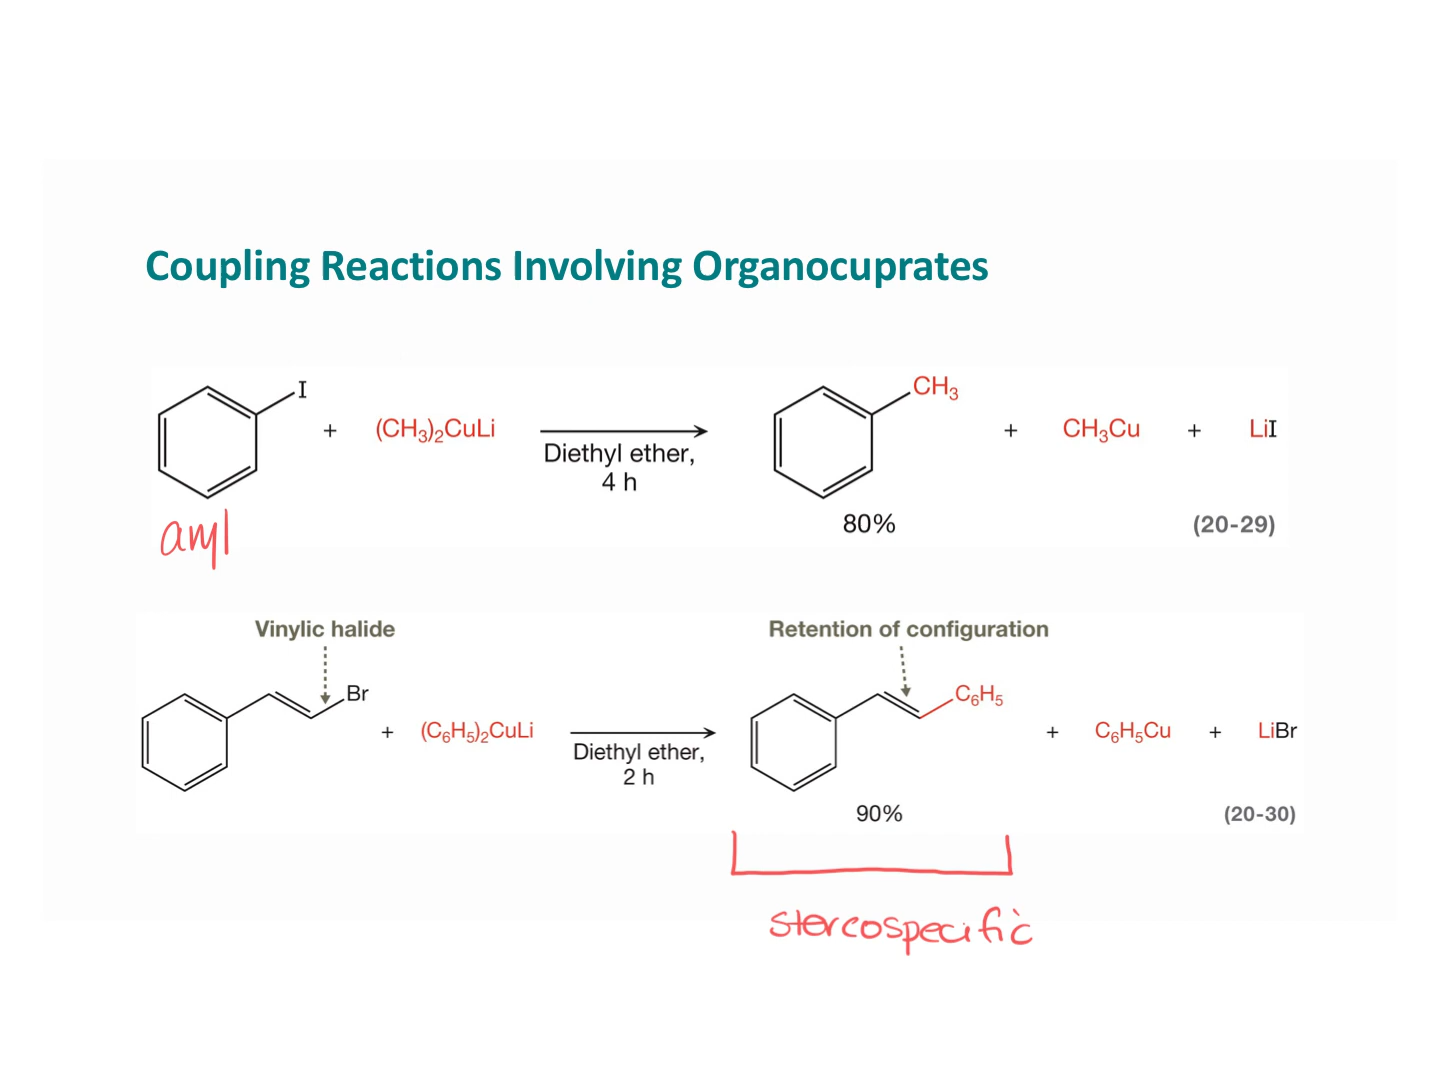 Coupling Reactions Involving Organocuprates
I + (CH₃)₂CuLi CH₃ + CH₃Cu + LiI
Diethyl ether,
4 h
80% (20-29)
aryl
Vinylic halide Retention of configuration
Br + (C₆H₅)₂CuLi C₆H₅ + C₆H₅Cu + LiBr
Diethyl ether,
2 h
90% (20-30)
stereospecific